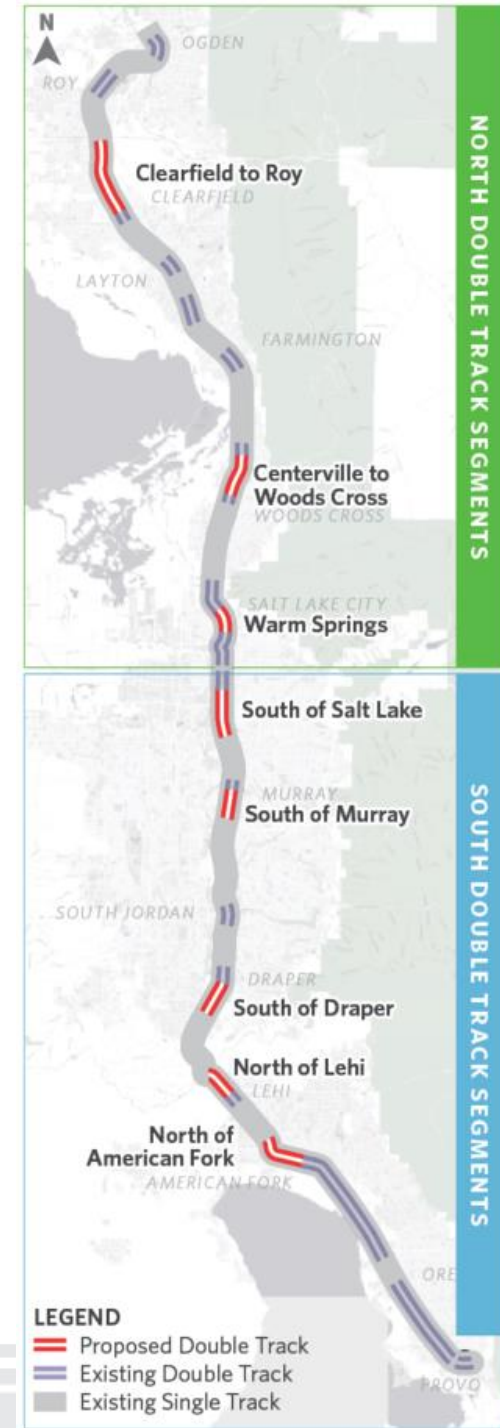 N
OGDEN
ROY
Clearfield to Roy
CLEARFIELD
LAYTON
FARMINGTON
Centerville to
Woods Cross
WOODS CROSS
SALT LAKE CITY
Warm Springs
NORTH DOUBLE TRACK SEGMENTS
South of Salt Lake
MURRAY
South of Murray
SOUTH JORDAN
DRAPER
South of Draper
North of Lehi
LEHI
North of
American Fork
AMERICAN FORK
ORE
PROVO
SOUTH DOUBLE TRACK SEGMENTS
LEGEND
Proposed Double Track
Existing Double Track
Existing Single Track